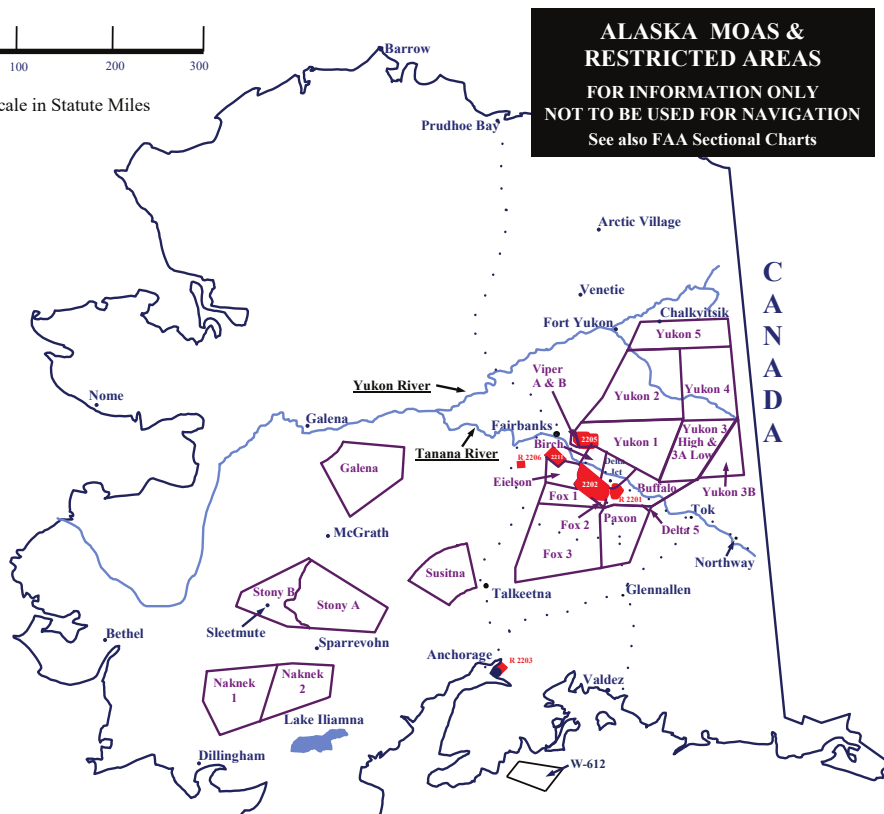 ALASKA MOAS &
RESTRICTED AREAS
FOR INFORMATION ONLY
NOT TO BE USED FOR NAVIGATION
See also FAA Sectional Charts
100 200 300
cale in Statute Miles
Barrow
Prudhoe Bay
Arctic Village
CANADA
Venetie
Chalkyitsik
Fort Yukon
Yukon 5
Viper
A & B
Yukon River
Yukon 2
Yukon 4
Nome
Galena
Fairbanks
Tanana River
Birch
2205
Yukon 1
Yukon 3
High &
3A Low
R 2206
2211
Delta
Jct
Galena
Eielson
2202
Buffalo
Yukon 3B
Fox 1
R 2201
Fox 2
Paxon
Tok
Delta 5
McGrath
Fox 3
Northway
Susitna
Talkeetna
Glennallen
Stony B
Stony A
Sleetmute
Bethel
Sparrevohn
Anchorage
R 2203
Naknek
1
Naknek
2
Valdez
Lake Iliamna
Dillingham
W-612